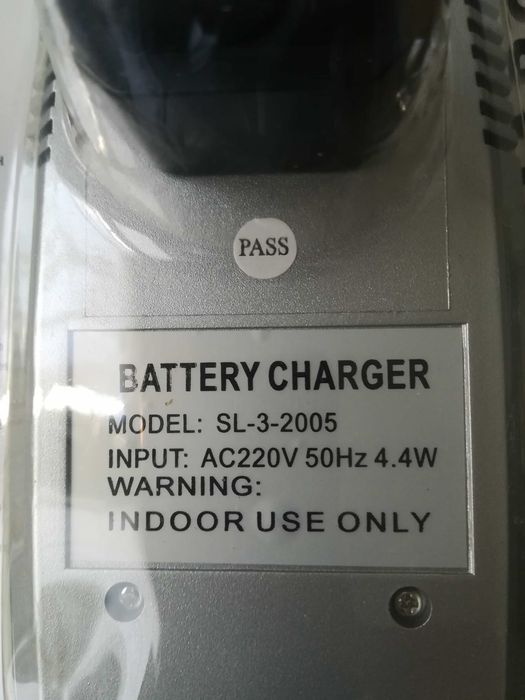 PASS
BATTERY CHARGER
MODEL: SL-3-2005
INPUT: AC220V 50Hz 4.4W
WARNING:
INDOOR USE ONLY